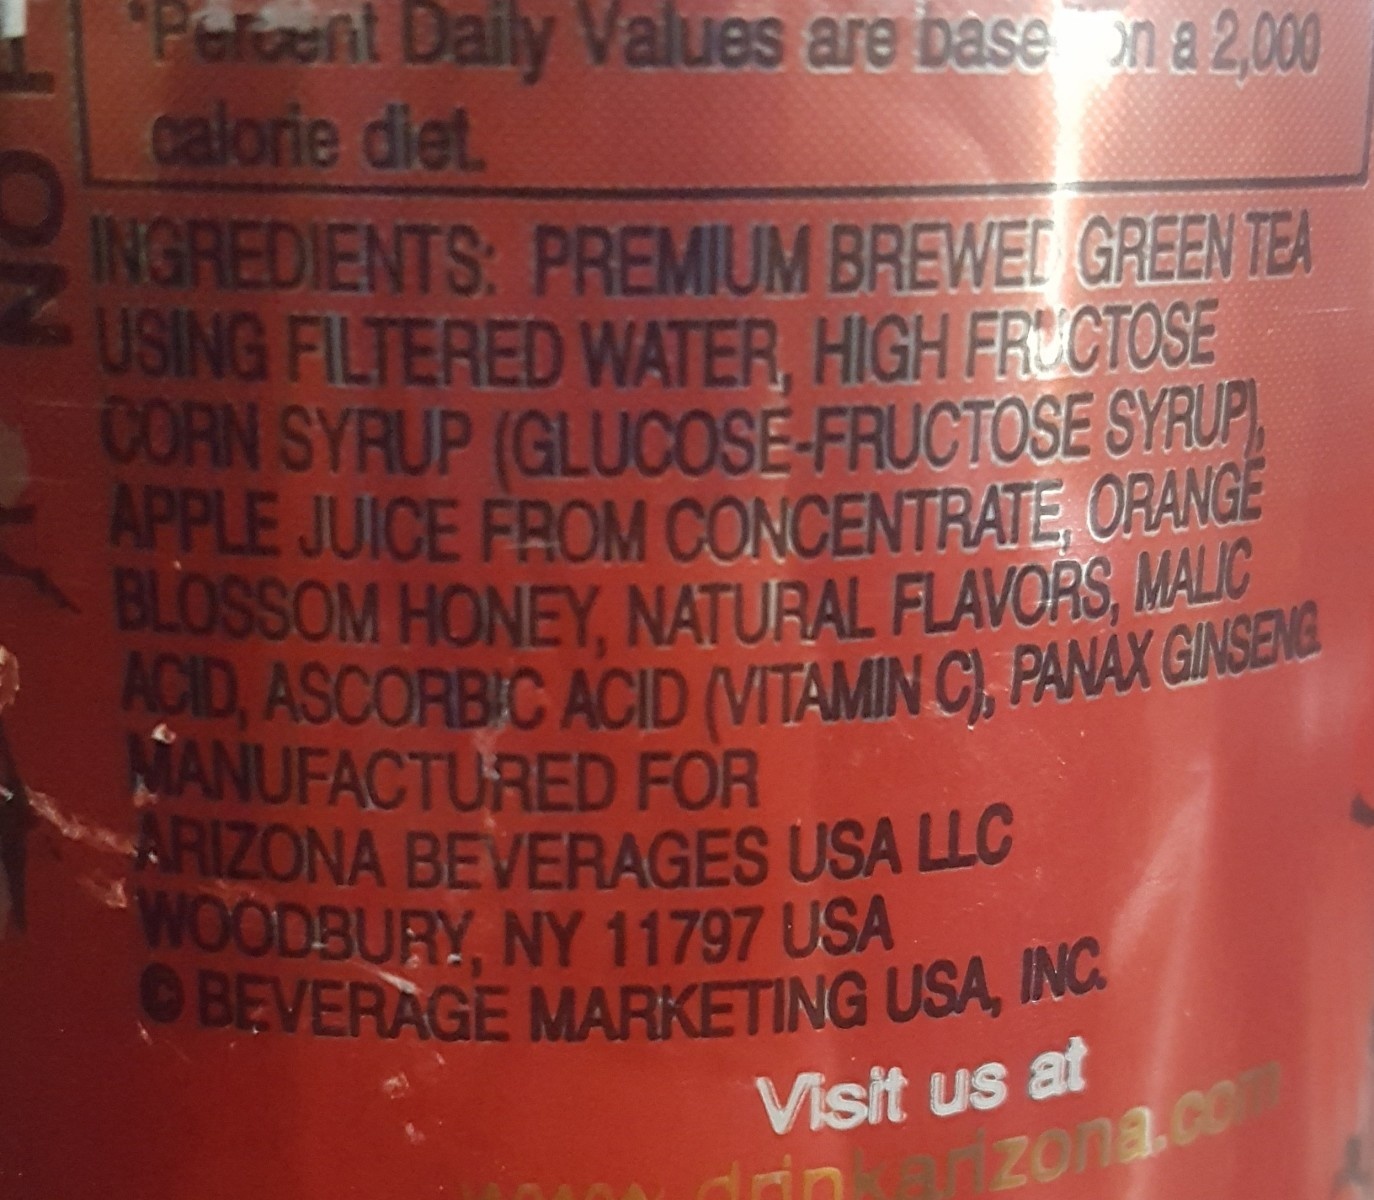 *Percent Daily Values are base on a 2,000
calorie diet.
NO
INGREDIENTS: PREMIUM BREWED GREEN TEA
USING FILTERED WATER, HIGH FRUCTOSE
CORN SYRUP (GLUCOSE-FRUCTOSE SYRUP),
APPLE JUICE FROM CONCENTRATE, ORANGE
BLOSSOM HONEY, NATURAL FLAVORS, MALIC
ACID, ASCORBIC ACID (VITAMIN C), PANAX GINSENG.
MANUFACTURED FOR
ARIZONA BEVERAGES USA LLC
WOODBURY, NY 11797 USA
© BEVERAGE MARKETING USA, INC.
Visit us at
www.drinkarizona.com